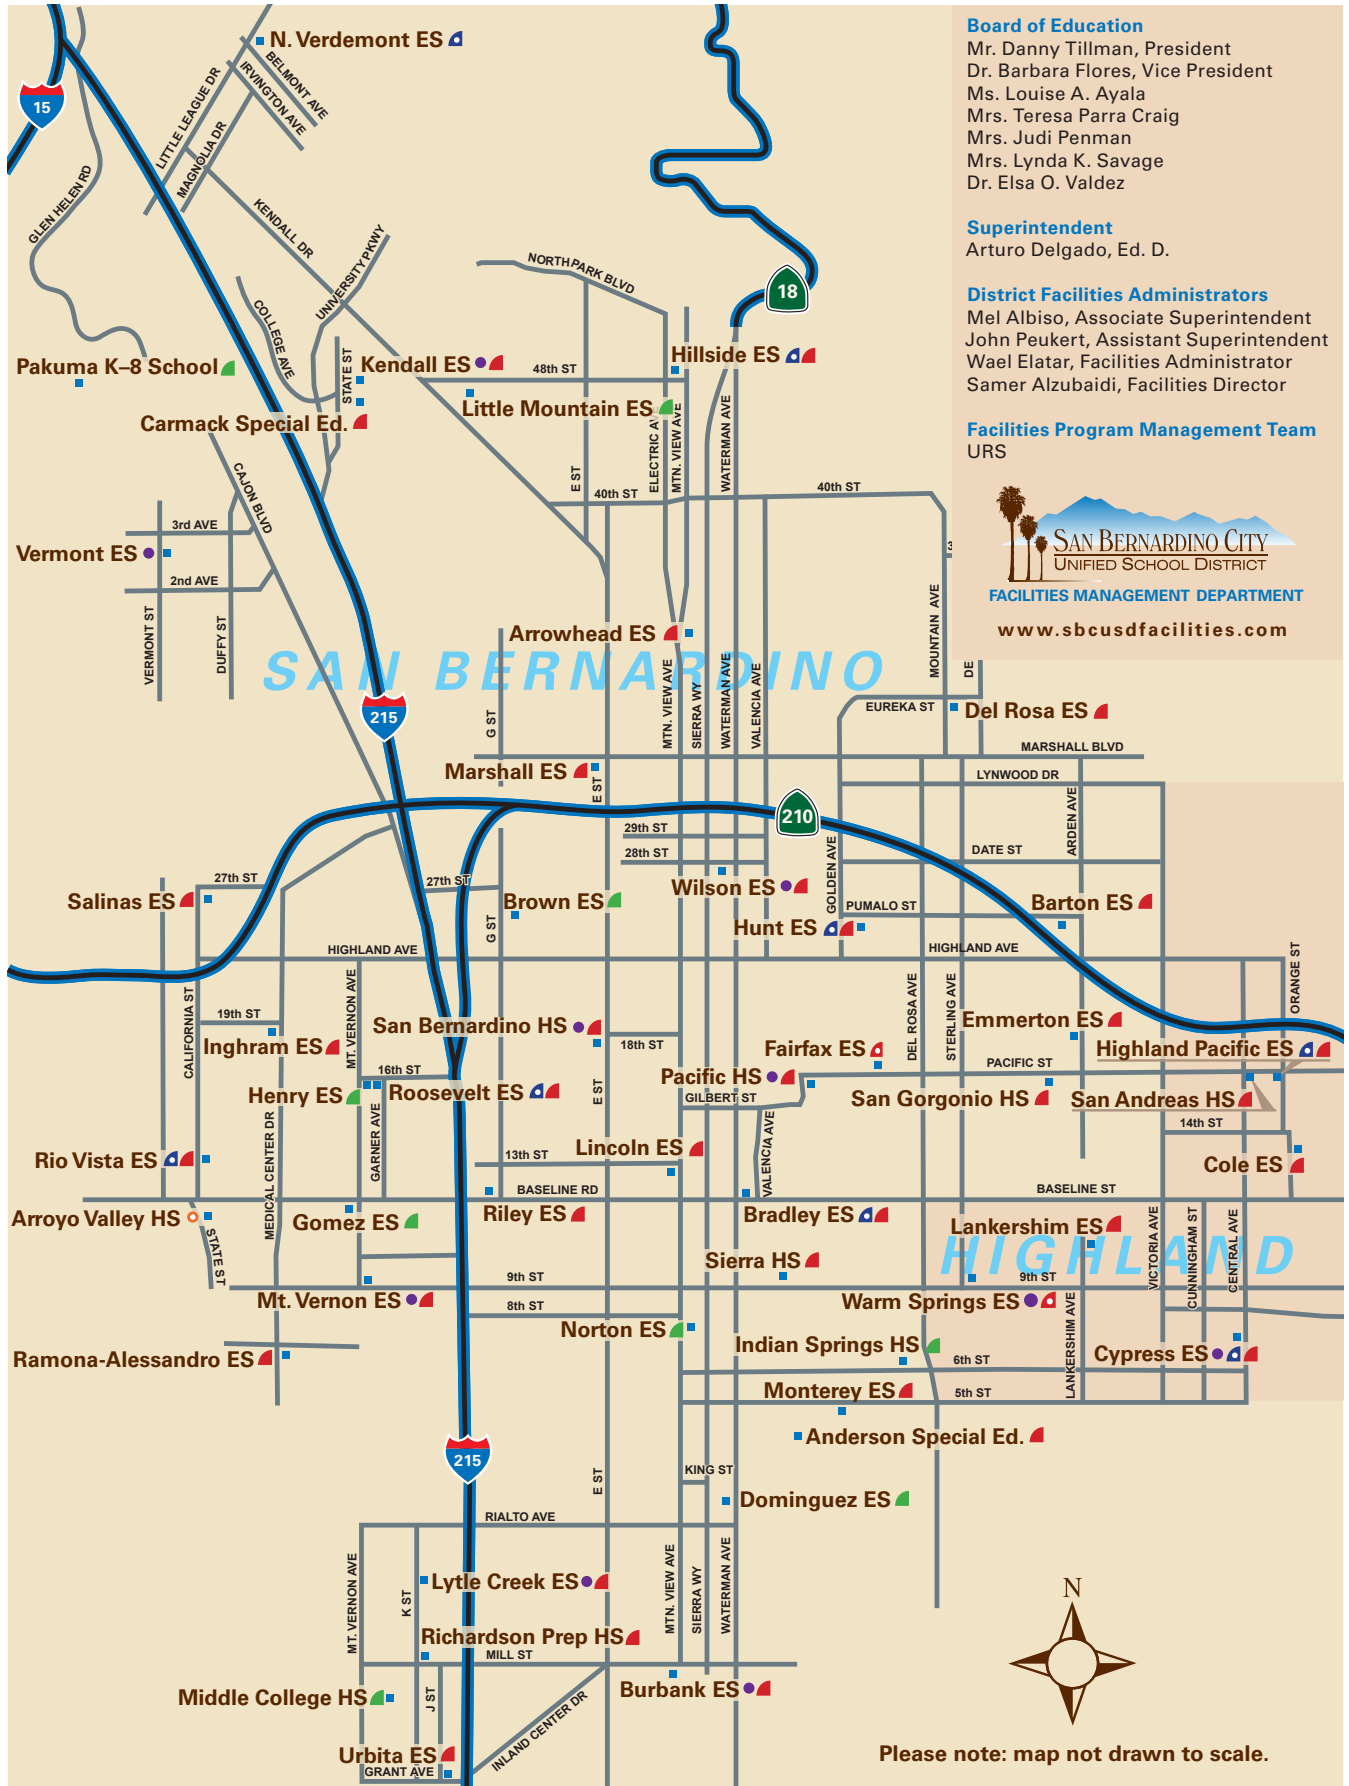 Board of Education
Mr. Danny Tillman, President
Dr. Barbara Flores, Vice President
Ms. Louise A. Ayala
Mrs. Teresa Parra Craig
Mrs. Judi Penman
Mrs. Lynda K. Savage
Dr. Elsa O. Valdez
Superintendent
Arturo Delgado, Ed. D.
District Facilities Administrators
Mel Albiso, Associate Superintendent
John Peukert, Assistant Superintendent
Wael Elatar, Facilities Administrator
Samer Alzubaidi, Facilities Director
Facilities Program Management Team
URS
SAN BERNARDINO CITY
UNIFIED SCHOOL DISTRICT
FACILITIES MANAGEMENT DEPARTMENT
www.sbcusdfacilities.com
N. Verdemont ES
BELMONT AVE
IRVINGTON AVE
LITTLE LEAGUE DR
MAGNOLIA DR
15
GLEN HELEN RD
KENDALL DR
UNIVERSITY PKWY
COLLEGE AVE
NORTHPARK BLVD
18
Pakuma K–8 School
STATE ST
Kendall ES
48th ST
Hillside ES
Little Mountain ES
Carmack Special Ed.
E ST
ELECTRIC AVE
MTN. VIEW AVE
WATERMAN AVE
40th ST
40th ST
CAJON BLVD
3rd AVE
Vermont ES
2nd AVE
VERMONT ST
DUFFY ST
Arrowhead ES
MOUNTAIN AVE
DE
SAN BERNARDINO
215
G ST
MTN. VIEW AVE
SIERRA WY
WATERMAN AVE
VALENCIA AVE
EUREKA ST
Del Rosa ES
MARSHALL BLVD
Marshall ES
E ST
LYNWOOD DR
210
29th ST
28th ST
GOLDEN AVE
ARDEN AVE
DATE ST
27th ST
27th ST
Salinas ES
Brown ES
Wilson ES
PUMALO ST
Barton ES
G ST
Hunt ES
HIGHLAND AVE
HIGHLAND AVE
ORANGE ST
CALIFORNIA ST
MT. VERNON AVE
19th ST
San Bernardino HS
DEL ROSA AVE
STERLING AVE
Emmerton ES
Inghram ES
18th ST
Fairfax ES
Highland Pacific ES
PACIFIC ST
16th ST
Pacific HS
Henry ES
Roosevelt ES
E ST
GILBERT ST
San Gorgonio HS
San Andreas HS
MEDICAL CENTER DR
GARNER AVE
VALENCIA AVE
14th ST
Rio Vista ES
13th ST
Lincoln ES
Cole ES
BASELINE RD
BASELINE ST
Arroyo Valley HS
STATE ST
Gomez ES
Riley ES
Bradley ES
Lankershim ES
VICTORIA AVE
CUNNINGHAM ST
CENTRAL AVE
HIGHLAND
Sierra HS
9th ST
9th ST
Mt. Vernon ES
8th ST
Warm Springs ES
Norton ES
Indian Springs HS
LANKERSHIM AVE
Ramona-Alessandro ES
6th ST
Cypress ES
Monterey ES
5th ST
Anderson Special Ed.
215
E ST
KING ST
Dominguez ES
RIALTO AVE
MT. VERNON AVE
K ST
Lytle Creek ES
MTN. VIEW AVE
SIERRA WY
WATERMAN AVE
Richardson Prep HS
MILL ST
Middle College HS
J ST
Burbank ES
INLAND CENTER DR
Urbita ES
GRANT AVE
N
Please note: map not drawn to scale.